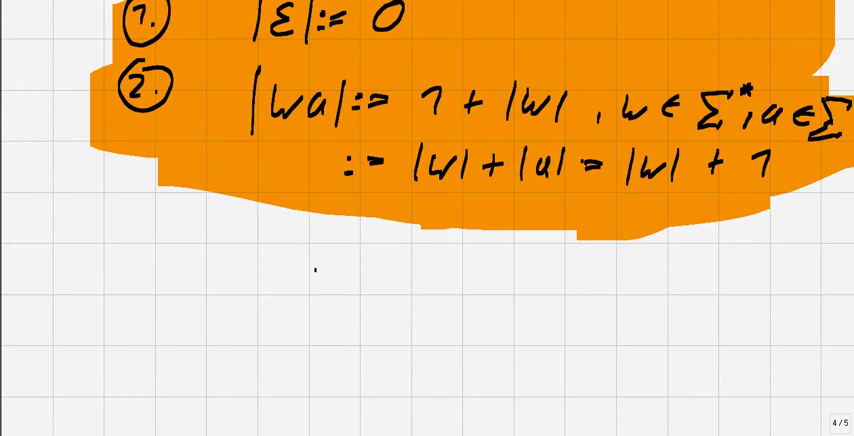 1. |ε| := 0
2. |wa| := 1 + |w| , w ∈ Σ*, a ∈ Σ
:= |w| + |a| = |w| + 1
4 / 5